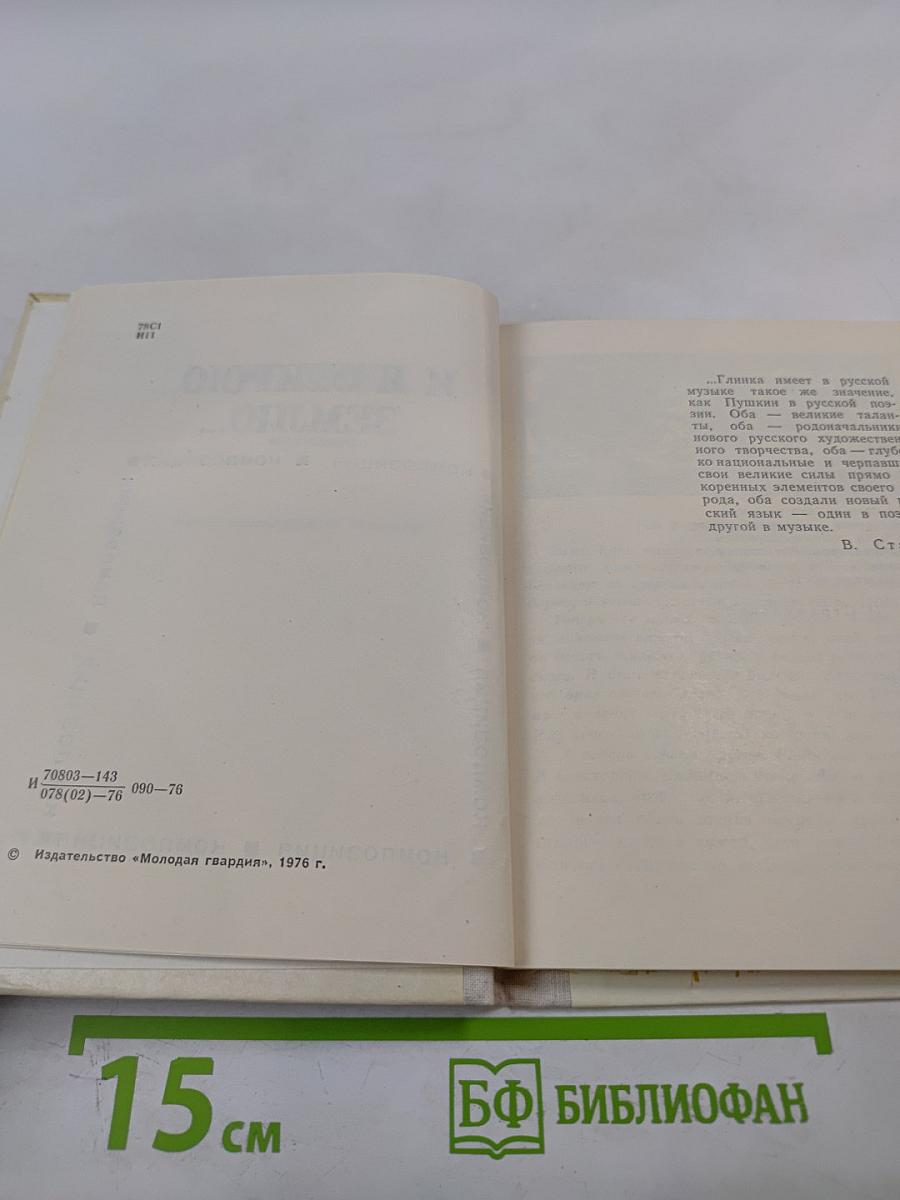 78С1
И11
И 70803—143
078(02)—76 090—76
© Издательство «Молодая гвардия», 1976 г.
...Глинка имеет в русской
музыке такое же значение,
как Пушкин в русской поэ-
зии. Оба — великие талан-
ты, оба — родоначальники
нового русского художествен-
ного творчества, оба — глубо
ко национальные и черпавш
свои великие силы прямо
коренных элементов своего
рода, оба создали новый
ский язык — один в поэ
другой в музыке.
В. Ста
15 см
БФ БИБЛИОФАН